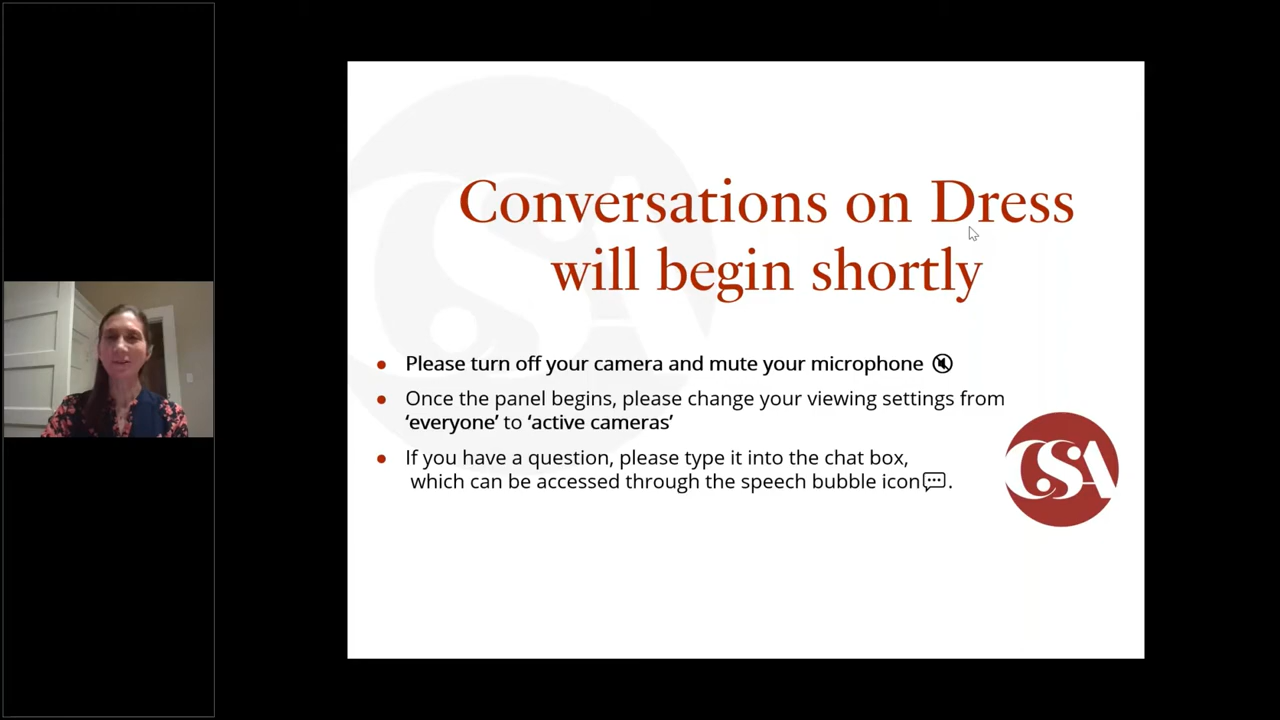 Conversations on Dress
will begin shortly
Please turn off your camera and mute your microphone
Once the panel begins, please change your viewing settings from
‘everyone’ to ‘active cameras’
If you have a question, please type it into the chat box,
which can be accessed through the speech bubble icon.
CSA